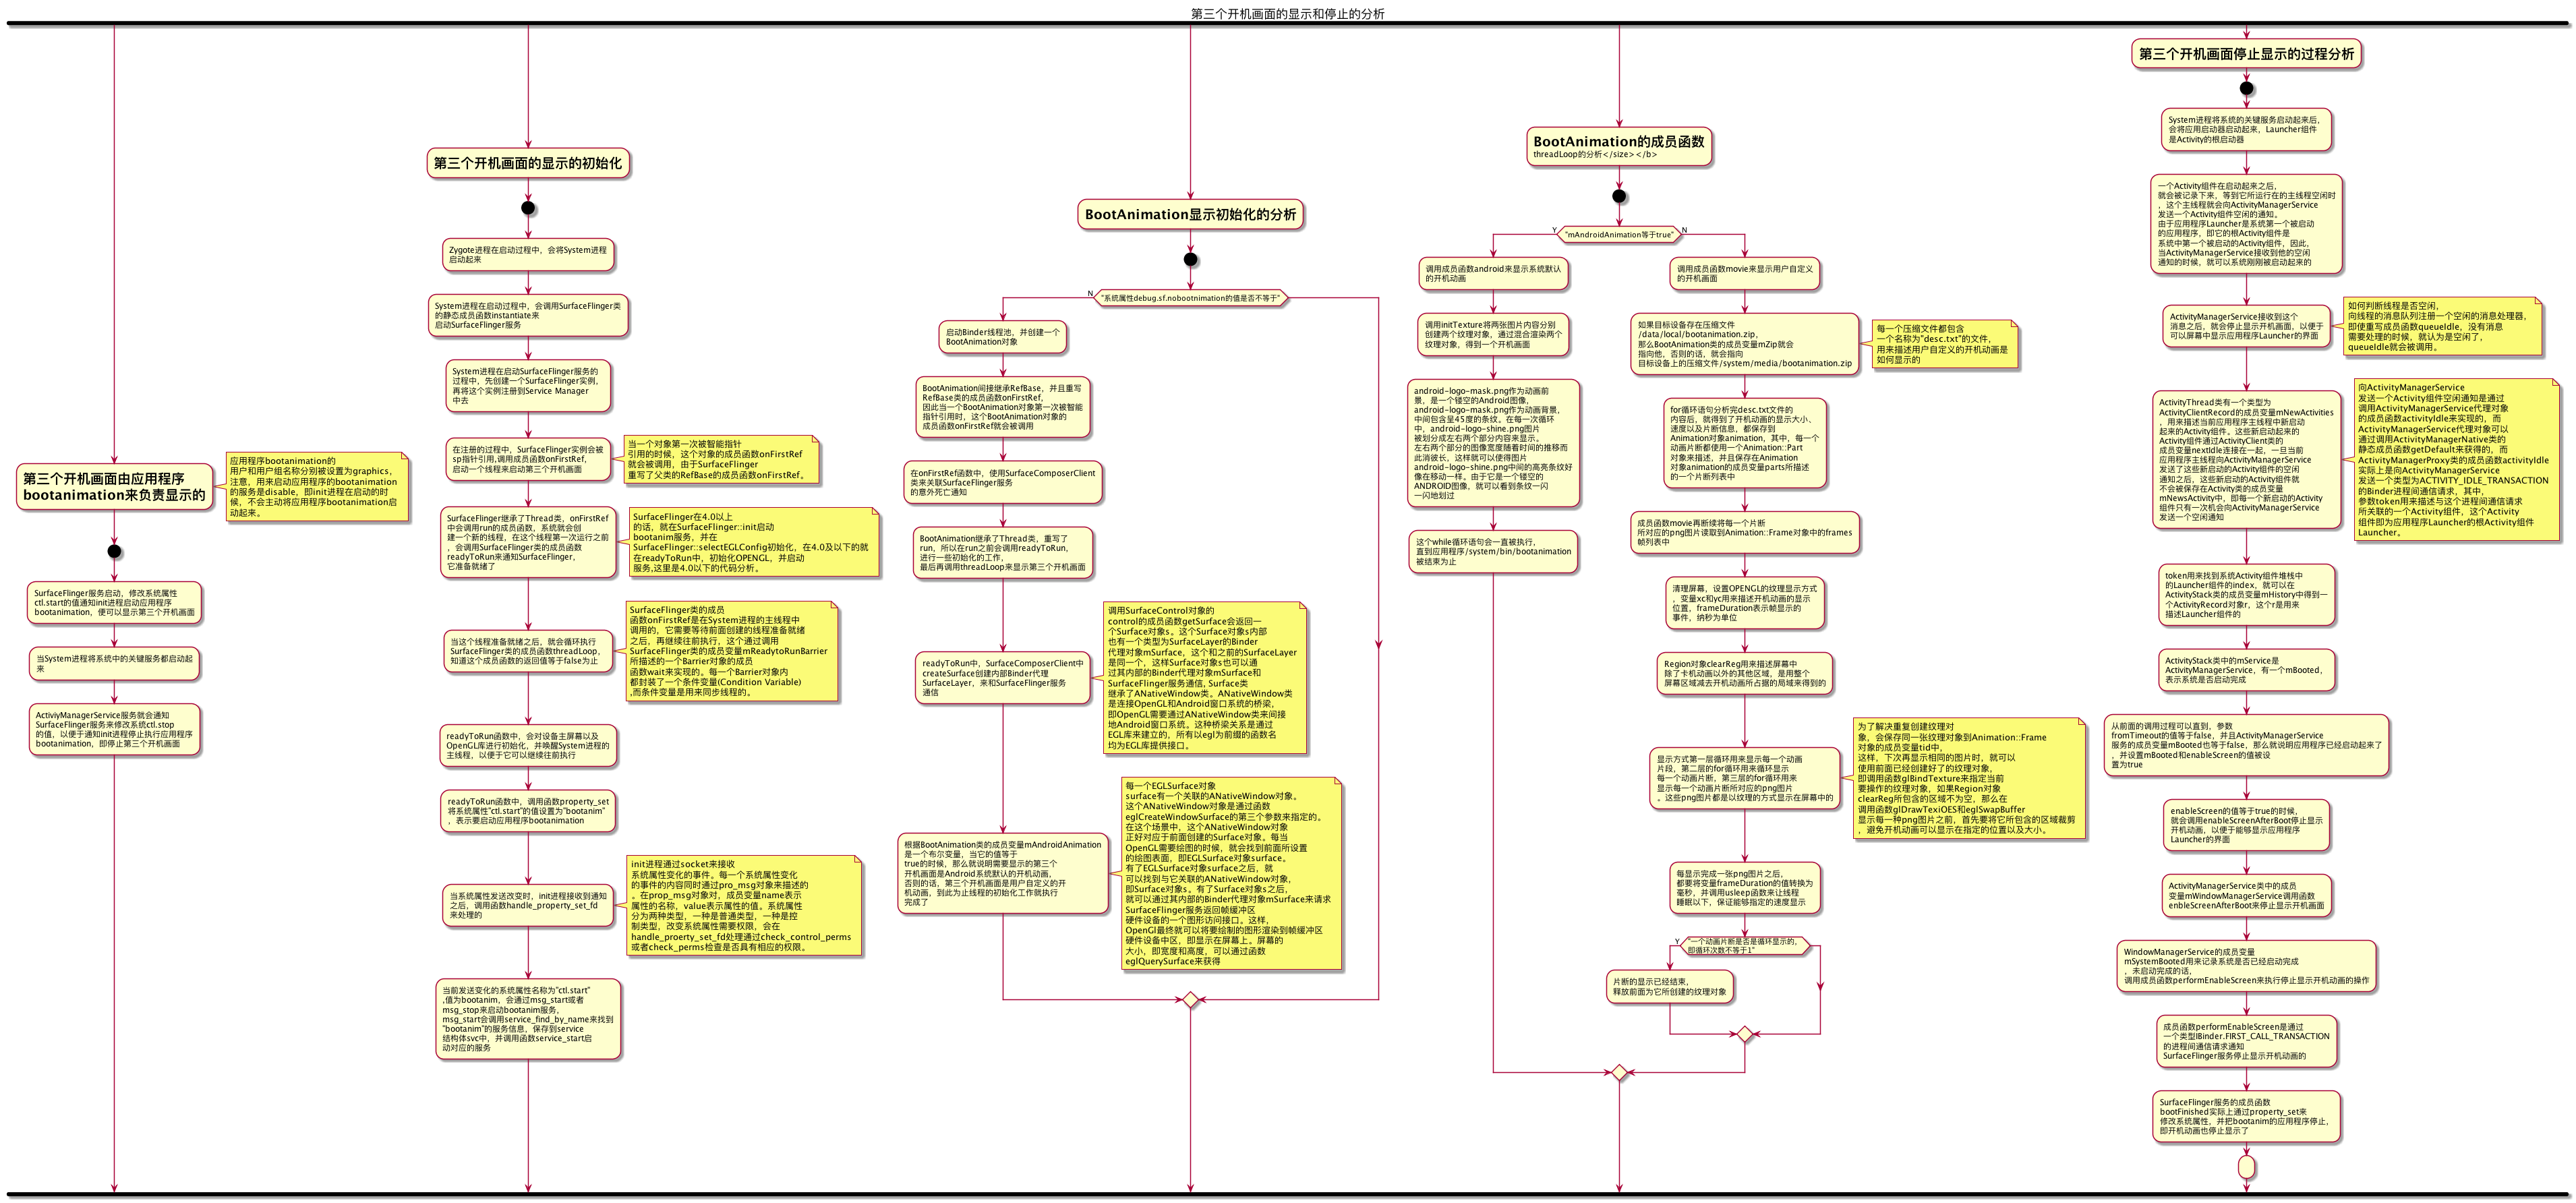 第三个开机画面的显示和停止的分析
第三个开机画面由应用程序
bootanimation来负责显示的
应用程序bootanimation的
用户和用户组名称分别被设置为graphics，
注意，用来启动应用程序的bootanimation
的服务是disable，即init进程在启动的时
候，不会主动将应用程序bootanimation启
动起来。
SurfaceFlinger服务启动，修改系统属性
ctl.start的值通知init进程启动应用程序
bootanimation，便可以显示第三个开机画面
当System进程将系统中的关键服务都启动起
来
ActiviyManagerService服务就会通知
SurfaceFlinger服务来修改系统ctl.stop
的值，以便于通知init进程停止执行应用程序
bootanimation，即停止第三个开机画面
第三个开机画面的显示的初始化
Zygote进程在启动过程中，会将System进程
启动起来
System进程在启动过程中，会调用SurfaceFlinger类
的静态成员函数instantiate来
启动SurfaceFlinger服务
System进程在启动SurfaceFlinger服务的
过程中，先创建一个SurfaceFlinger实例，
再将这个实例注册到Service Manager
中去
在注册的过程中，SurfaceFlinger实例会被
sp指针引用,调用成员函数onFirstRef，
启动一个线程来启动第三个开机画面
当一个对象第一次被智能指针
引用的时候，这个对象的成员函数onFirstRef
就会被调用，由于SurfaceFlinger
重写了父类的RefBase的成员函数onFirstRef。
SurfaceFlinger继承了Thread类，onFirstRef
中会调用run的成员函数，系统就会创
建一个新的线程，在这个线程第一次运行之前
，会调用SurfaceFlinger类的成员函数
readyToRun来通知SurfaceFlinger，
它准备就绪了
SurfaceFlinger在4.0以上
的话，就在SurfaceFlinger::init启动
bootanim服务，并在
SurfaceFlinger::selectEGLConfig初始化，在4.0及以下的就
在readyToRun中，初始化OPENGL，并启动
服务,这里是4.0以下的代码分析。
当这个线程准备就绪之后，就会循环执行
SurfaceFlinger类的成员函数threadLoop，
知道这个成员函数的返回值等于false为止
SurfaceFlinger类的成员
函数onFirstRef是在System进程的主线程中
调用的，它需要等待前面创建的线程准备就绪
之后，再继续往前执行，这个通过调用
SurfaceFlinger类的成员变量mReadytoRunBarrier
所描述的一个Barrier对象的成员
函数wait来实现的。每一个Barrier对象内
都封装了一个条件变量(Condition Variable)
,而条件变量是用来同步线程的。
readyToRun函数中，会对设备主屏幕以及
OpenGL库进行初始化，并唤醒System进程的
主线程，以便于它可以继续往前执行
readyToRun函数中，调用函数property_set
将系统属性"ctl.start"的值设置为"bootanim"
，表示要启动应用程序bootanimation
当系统属性发送改变时，init进程接收到通知
之后，调用函数handle_property_set_fd
来处理的
init进程通过socket来接收
系统属性变化的事件。每一个系统属性变化
的事件的内容同时通过pro_msg对象来描述的
。在prop_msg对象对，成员变量name表示
属性的名称，value表示属性的值。系统属性
分为两种类型，一种是普通类型，一种是控
制类型，改变系统属性需要权限，会在
handle_proerty_set_fd处理通过check_control_perms
或者check_perms检查是否具有相应的权限。
当前发送变化的系统属性名称为"ctl.start"
,值为bootanim，会通过msg_start或者
msg_stop来启动bootanim服务，
msg_start会调用service_find_by_name来找到
"bootanim"的服务信息，保存到service
结构体svc中，并调用函数service_start启
动对应的服务
BootAnimation显示初始化的分析
N
"系统属性debug.sf.nobootnimation的值是否不等于"
启动Binder线程池，并创建一个
BootAnimation对象
BootAnimation间接继承RefBase，并且重写
RefBase类的成员函数onFirstRef，
因此当一个BootAnimation对象第一次被智能
指针引用时，这个BootAnimation对象的
成员函数onFirstRef就会被调用
在onFirstRef函数中，使用SurfaceComposerClient
类来关联SurfaceFlinger服务
的意外死亡通知
BootAnimation继承了Thread类，重写了
run，所以在run之前会调用readyToRun，
进行一些初始化的工作，
最后再调用threadLoop来显示第三个开机画面
readyToRun中，SurfaceComposerClient中
createSurface创建内部Binder代理
SurfaceLayer，来和SurfaceFlinger服务
通信
调用SurfaceControl对象的
control的成员函数getSurface会返回一
个Surface对象s。这个Surface对象s内部
也有一个类型为SurfaceLayer的Binder
代理对象mSurface，这个和之前的SurfaceLayer
是同一个，这样Surface对象s也可以通
过其内部的Binder代理对象mSurface和
SurfaceFlinger服务通信, Surface类
继承了ANativeWindow类。ANativeWindow类
是连接OpenGL和Android窗口系统的桥梁，
即OpenGL需要通过ANativeWindow类来间接
地Android窗口系统。这种桥梁关系是通过
EGL库来建立的，所有以egl为前缀的函数名
均为EGL库提供接口。
根据BootAnimation类的成员变量mAndroidAnimation
是一个布尔变量，当它的值等于
true的时候，那么就说明需要显示的第三个
开机画面是Android系统默认的开机动画，
否则的话，第三个开机画面是用户自定义的开
机动画，到此为止线程的初始化工作就执行
完成了
每一个EGLSurface对象
surface有一个关联的ANativeWindow对象。
这个ANativeWindow对象是通过函数
eglCreateWindowSurface的第三个参数来指定的。
在这个场景中，这个ANativeWindow对象
正好对应于前面创建的Surface对象。每当
OpenGL需要绘图的时候，就会找到前面所设置
的绘图表面，即EGLSurface对象surface。
有了EGLSurface对象surface之后，就
可以找到与它关联的ANativeWindow对象，
即Surface对象s。有了Surface对象s之后，
就可以通过其内部的Binder代理对象mSurface来请求
SurfaceFlinger服务返回帧缓冲区
硬件设备的一个图形访问接口。这样，
OpenGl最终就可以将要绘制的图形渲染到帧缓冲区
硬件设备中区，即显示在屏幕上。屏幕的
大小，即宽度和高度，可以通过函数
eglQuerySurface来获得
BootAnimation的成员函数
threadLoop的分析</size></b>
Y
"mAndroidAnimation等于true"
N
调用成员函数android来显示系统默认
的开机动画
调用initTexture将两张图片内容分别
创建两个纹理对象，通过混合渲染两个
纹理对象，得到一个开机画面
android-logo-mask.png作为动画前
景，是一个镂空的Android图像，
android-logo-mask.png作为动画背景，
中间包含呈45度的条纹。在每一次循环
中，android-logo-shine.png图片
被划分成左右两个部分内容来显示。
左右两个部分的图像宽度随着时间的推移而
此消彼长，这样就可以使得图片
android-logo-shine.png中间的高亮条纹好
像在移动一样。由于它是一个镂空的
ANDROID图像，就可以看到条纹一闪
一闪地划过
这个while循环语句会一直被执行，
直到应用程序/system/bin/bootanimation
被结束为止
调用成员函数movie来显示用户自定义
的开机画面
如果目标设备存在压缩文件
/data/local/bootanimation.zip，
那么BootAnimation类的成员变量mZip就会
指向他，否则的话，就会指向
目标设备上的压缩文件/system/media/bootanimation.zip
每一个压缩文件都包含
一个名称为"desc.txt"的文件，
用来描述用户自定义的开机动画是
如何显示的
for循环语句分析完desc.txt文件的
内容后，就得到了开机动画的显示大小、
速度以及片断信息，都保存到
Animation对象animation，其中，每一个
动画片断都使用一个Animation::Part
对象来描述，并且保存在Animation
对象animation的成员变量parts所描述
的一个片断列表中
成员函数movie再断续将每一个片断
所对应的png图片读取到Animation::Frame对象中的frames
帧列表中
清理屏幕，设置OPENGL的纹理显示方式
，变量xc和yc用来描述开机动画的显示
位置，frameDuration表示帧显示的
事件，纳秒为单位
Region对象clearReg用来描述屏幕中
除了卡机动画以外的其他区域，是用整个
屏幕区域减去开机动画所占据的局域来得到的
显示方式第一层循环用来显示每一个动画
片段，第二层的for循环用来循环显示
每一个动画片断，第三层的for循环用来
显示每一个动画片断所对应的png图片
。这些png图片都是以纹理的方式显示在屏幕中的
为了解决重复创建纹理对
象，会保存同一张纹理对象到Animation::Frame
对象的成员变量tid中，
这样，下次再显示相同的图片时，就可以
使用前面已经创建好了的纹理对象，
即调用函数glBindTexture来指定当前
要操作的纹理对象，如果Region对象
clearReg所包含的区域不为空，那么在
调用函数glDrawTexiOES和eglSwapBuffer
显示每一种png图片之前，首先要将它所包含的区域裁剪
，避免开机动画可以显示在指定的位置以及大小。
每显示完成一张png图片之后，
都要将变量frameDuration的值转换为
毫秒，并调用usleep函数来让线程
睡眠以下，保证能够指定的速度显示
Y
"一个动画片断是否是循环显示的，
即循环次数不等于1"
片断的显示已经结束，
释放前面为它所创建的纹理对象
第三个开机画面停止显示的过程分析
System进程将系统的关键服务启动起来后，
会将应用启动器启动起来，Launcher组件
是Activity的根启动器
一个Activity组件在启动起来之后，
就会被记录下来，等到它所运行在的主线程空闲时
，这个主线程就会向ActivityManagerService
发送一个Activity组件空闲的通知。
由于应用程序Launcher是系统第一个被启动
的应用程序，即它的根Activity组件是
系统中第一个被启动的Activity组件，因此，
当ActivityManagerService接收到他的空闲
通知的时候，就可以系统刚刚被启动起来的
ActivityManagerService接收到这个
消息之后，就会停止显示开机画面，以便于
可以屏幕中显示应用程序Launcher的界面
如何判断线程是否空闲，
向线程的消息队列注册一个空闲的消息处理器，
即使重写成员函数queueIdle，没有消息
需要处理的时候，就认为是空闲了，
queueIdle就会被调用。
ActivityThread类有一个类型为
ActivityClientRecord的成员变量mNewActivities
，用来描述当前应用程序主线程中新启动
起来的Activity组件。这些新启动起来的
Activity组件通过ActivityClient类的
成员变量nextIdle连接在一起，一旦当前
应用程序主线程向ActivityManagerService
发送了这些新启动的Activity组件的空闲
通知之后，这些新启动的Activity组件就
不会被保存在Activity类的成员变量
mNewsActivity中，即每一个新启动的Activity
组件只有一次机会向ActivityManagerService
发送一个空闲通知
向ActivityManagerService
发送一个Activity组件空闲通知是通过
调用ActivityManagerService代理对象
的成员函数activityIdle来实现的，而
ActivityManagerService代理对象可以
通过调用ActivityManagerNative类的
静态成员函数getDefault来获得的，而
ActivityManagerProxy类的成员函数activityIdle
实际上是向ActivityManagerService
发送一个类型为ACTIVITY_IDLE_TRANSACTION
的Binder进程间通信请求，其中，
参数token用来描述与这个进程间通信请求
所关联的一个Activity组件，这个Activity
组件即为应用程序Launcher的根Activity组件
Launcher。
token用来找到系统Activity组件堆栈中
的Launcher组件的index，就可以在
ActivityStack类的成员变量mHistory中得到一
个ActivityRecord对象r，这个r是用来
描述Launcher组件的
ActivityStack类中的mService是
ActivityManagerService，有一个mBooted，
表示系统是否启动完成
从前面的调用过程可以直到，参数
fromTimeout的值等于false，并且ActivityManagerService
服务的成员变量mBooted也等于false，那么就说明应用程序已经启动起来了
，并设置mBooted和enableScreen的值被设
置为true
enableScreen的值等于true的时候，
就会调用enableScreenAfterBoot停止显示
开机动画，以便于能够显示应用程序
Launcher的界面
ActivityManagerService类中的成员
变量mWindowManagerService调用函数
enbleScreenAfterBoot来停止显示开机画面
WindowManagerService的成员变量
mSystemBooted用来记录系统是否已经启动完成
，未启动完成的话，
调用成员函数performEnableScreen来执行停止显示开机动画的操作
成员函数performEnableScreen是通过
一个类型IBinder.FIRST_CALL_TRANSACTION
的进程间通信请求通知
SurfaceFlinger服务停止显示开机动画的
SurfaceFlinger服务的成员函数
bootFinished实际上通过property_set来
修改系统属性，并把bootanim的应用程序停止，
即开机动画也停止显示了